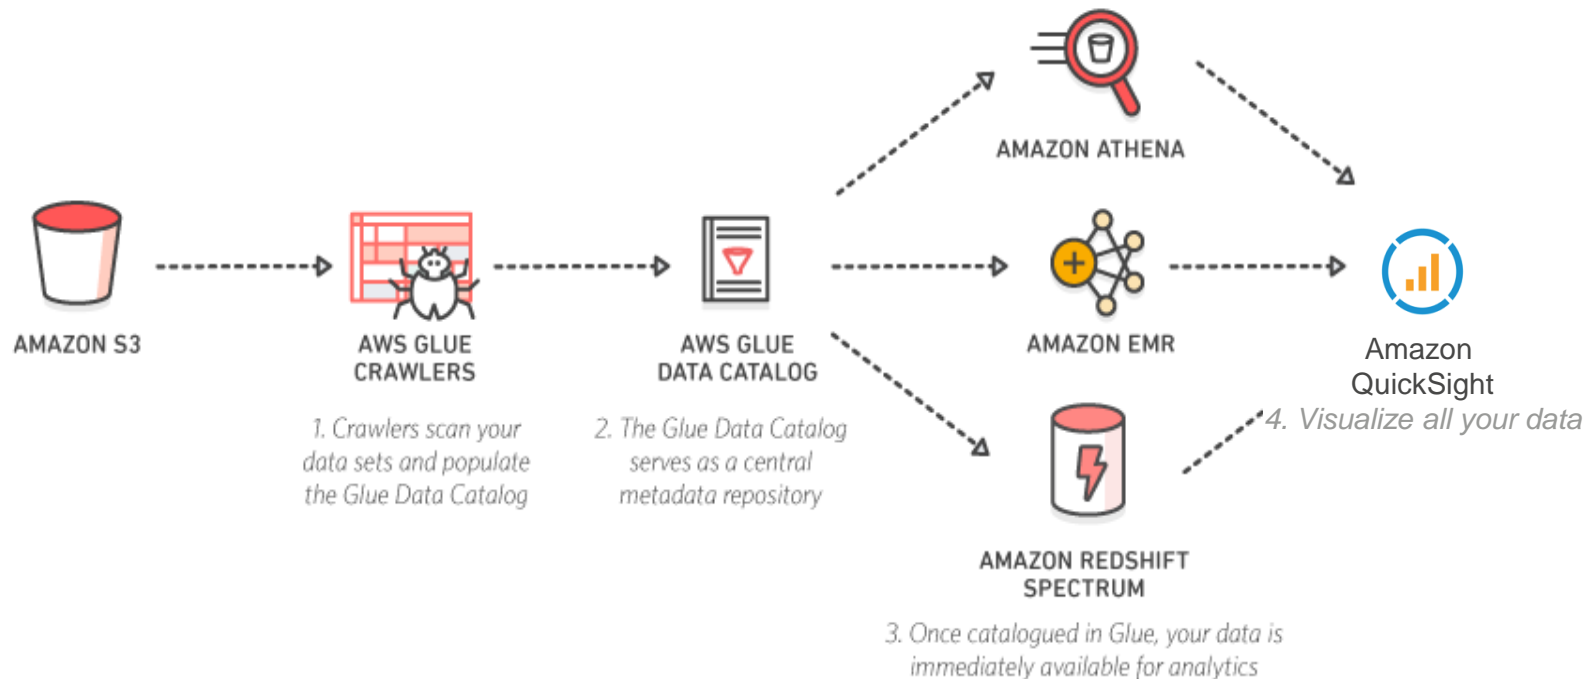 AMAZON S3
AWS GLUE
CRAWLERS
1. Crawlers scan your
data sets and populate
the Glue Data Catalog
AWS GLUE
DATA CATALOG
2. The Glue Data Catalog
serves as a central
metadata repository
AMAZON ATHENA
AMAZON EMR
AMAZON REDSHIFT
SPECTRUM
3. Once catalogued in Glue, your data is
immediately available for analytics
Amazon
QuickSight
4. Visualize all your data